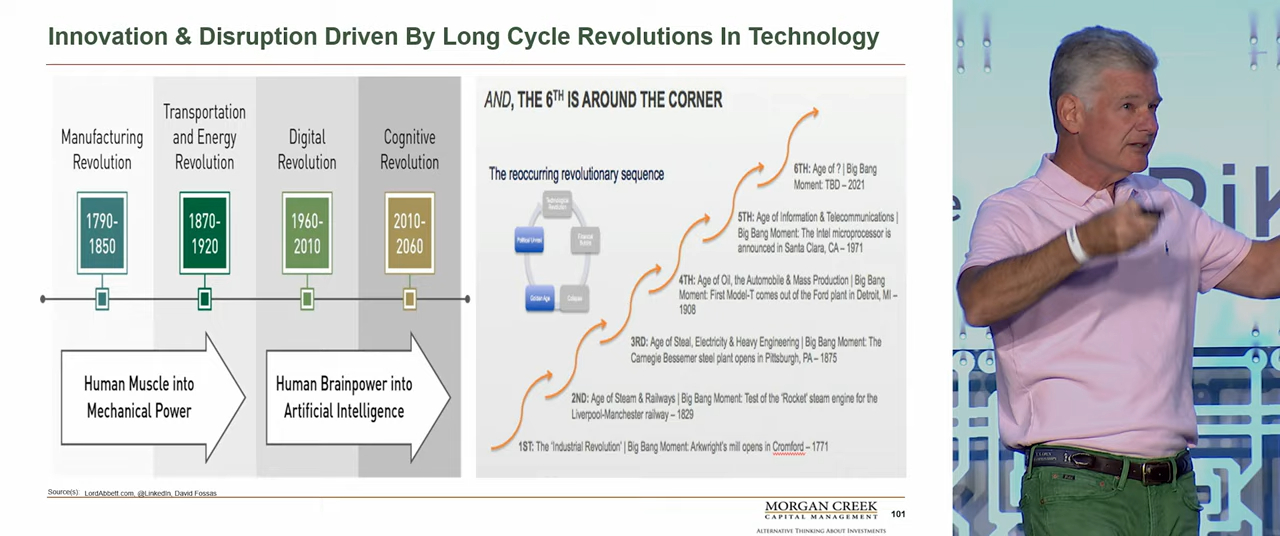 Innovation & Disruption Driven By Long Cycle Revolutions In Technology
Manufacturing
Revolution
Transportation
and Energy
Revolution
Digital
Revolution
Cognitive
Revolution
1790-
1850
1870-
1920
1960-
2010
2010-
2060
Human Muscle into
Mechanical Power
Human Brainpower into
Artificial Intelligence
AND, THE 6TH IS AROUND THE CORNER
The reoccurring revolutionary sequence
Technological
Revolution
Financial
Bubble
Collapse
Golden Age
Political Unrest
6TH: Age of ? | Big Bang
Moment: TBD – 2021
5TH: Age of Information & Telecommunications |
Big Bang Moment: The Intel microprocessor is
announced in Santa Clara, CA – 1971
4TH: Age of Oil, the Automobile & Mass Production | Big Bang
Moment: First Model-T comes out of the Ford plant in Detroit, MI –
1908
3RD: Age of Steal, Electricity & Heavy Engineering | Big Bang Moment: The
Carnegie Bessemer steel plant opens in Pittsburgh, PA – 1875
2ND: Age of Steam & Railways | Big Bang Moment: Test of the 'Rocket' steam engine for the
Liverpool-Manchester railway – 1829
1ST: The 'Industrial Revolution' | Big Bang Moment: Arkwright's mill opens in Cromford – 1771
Source(s): LordAbbett.com, @LinkedIn, David Fossas
MORGAN CREEK
CAPITAL MANAGEMENT
ALTERNATIVE THINKING ABOUT INVESTMENTS
101